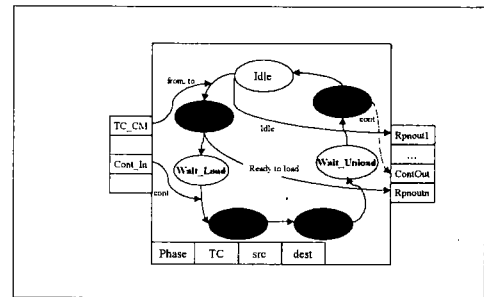 Idle
from, to
TC_CM
cont
Idle
Rpnout1
...
Cont_In
Wait_Load
Ready to load
Wait_Unload
ContOut
cont
Rpnoutn
Phase TC src dest